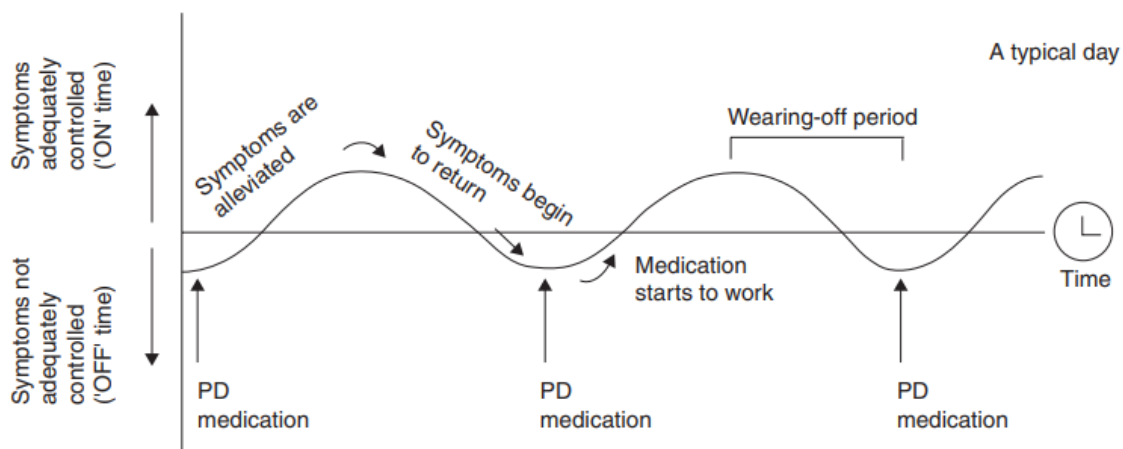 A typical day
Symptoms
adequately
controlled
('ON' time)
Symptoms are
alleviated
Symptoms begin
to return
Wearing-off period
Symptoms not
adequately
controlled
('OFF' time)
Medication
starts to work
Time
PD
medication
PD
medication
PD
medication